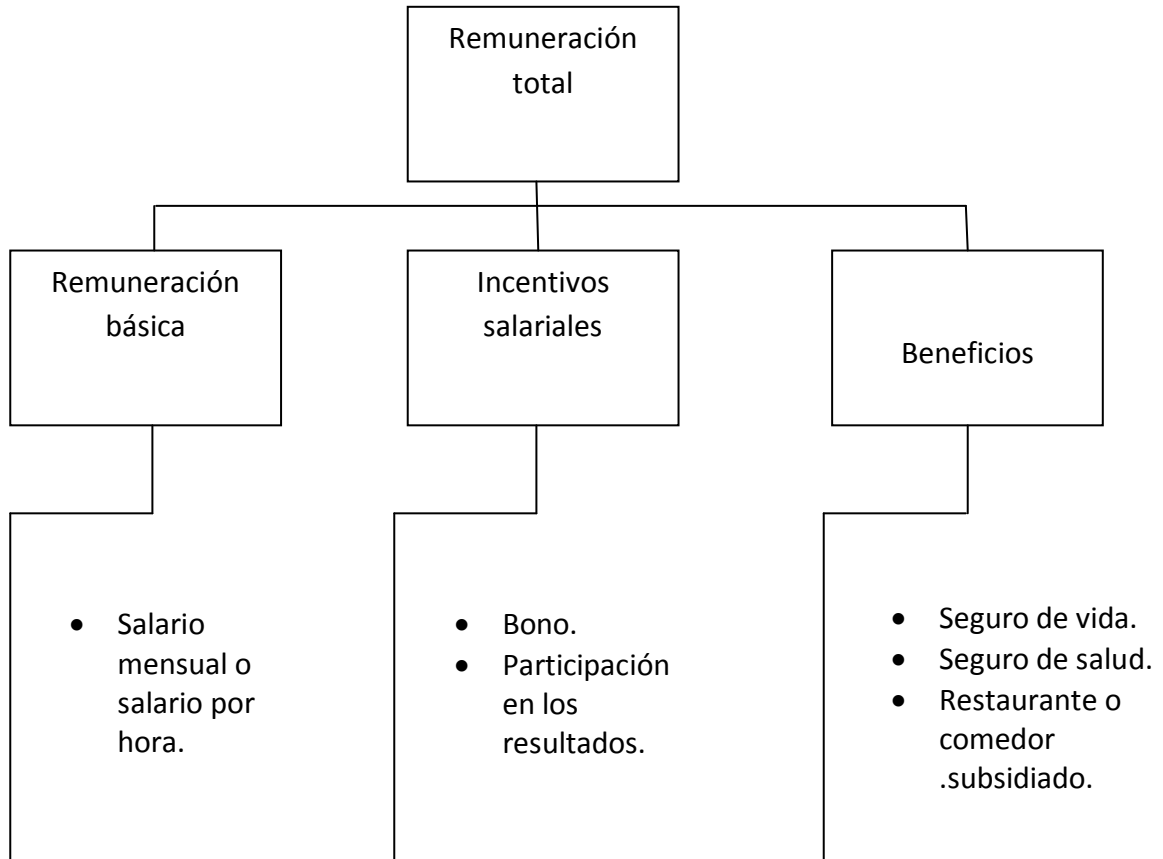 Remuneración
total
Remuneración
básica
Incentivos
salariales
Beneficios
• Salario
mensual o
salario por
hora.
• Bono.
• Participación
en los
resultados.
• Seguro de vida.
• Seguro de salud.
• Restaurante o
comedor
.subsidiado.